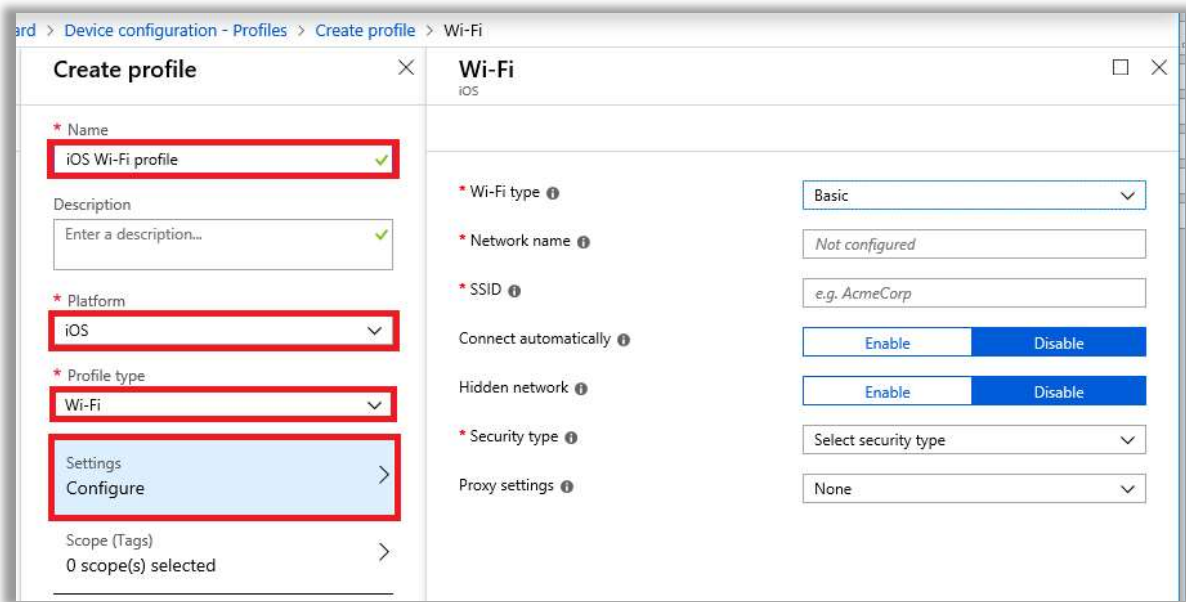 ard > Device configuration - Profiles > Create profile > Wi-Fi
Create profile
* Name
iOS Wi-Fi profile
Description
Enter a description...
* Platform
iOS
* Profile type
Wi-Fi
Settings
Configure
Scope (Tags)
0 scope(s) selected
Wi-Fi
iOS
* Wi-Fi type
Basic
* Network name
Not configured
* SSID
e.g. AcmeCorp
Connect automatically
Enable Disable
Hidden network
Enable Disable
* Security type
Select security type
Proxy settings
None